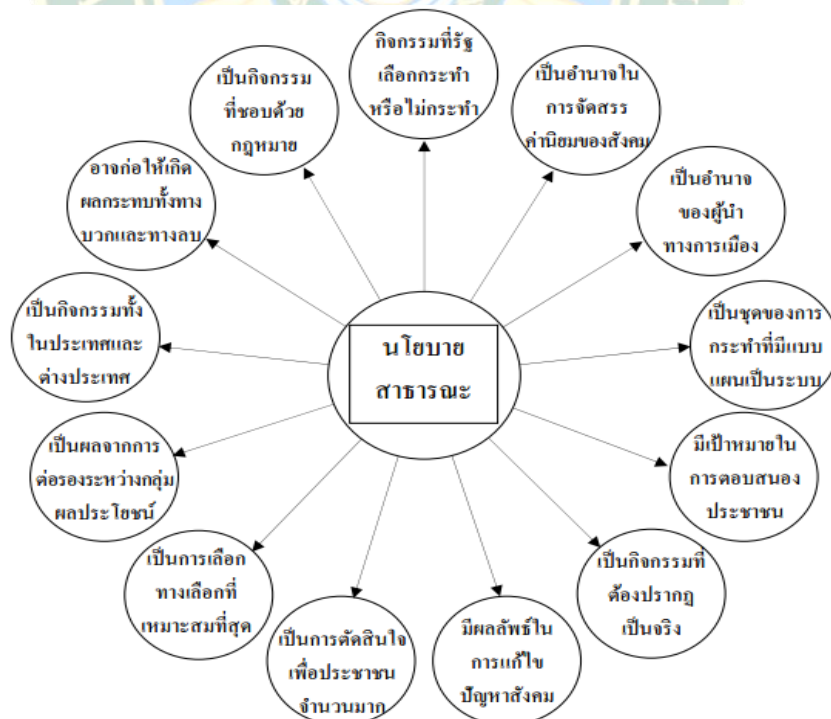 กิจกรรมที่รัฐ
เลือกกระทำ
หรือไม่กระทำ
เป็นอำนาจใน
การจัดสรร
ค่านิยมของสังคม
เป็นอำนาจ
ของผู้นำ
ทางการเมือง
เป็นชุดของการ
กระทำที่มีแบบ
แผนเป็นระบบ
มีเป้าหมายใน
การตอบสนอง
ประชาชน
เป็นกิจกรรมที่
ต้องปรากฏ
เป็นจริง
มีผลลัพธ์ใน
การแก้ไข
ปัญหาสังคม
เป็นการตัดสินใจ
เพื่อประชาชน
จำนวนมาก
เป็นการเลือก
ทางเลือกที่
เหมาะสมที่สุด
เป็นผลจากการ
ต่อรองระหว่างกลุ่ม
ผลประโยชน์
เป็นกิจกรรมทั้ง
ในประเทศและ
ต่างประเทศ
อาจก่อให้เกิด
ผลกระทบทั้งทาง
บวกและทางลบ
เป็นกิจกรรม
ที่ชอบด้วย
กฎหมาย
นโยบาย
สาธารณะ